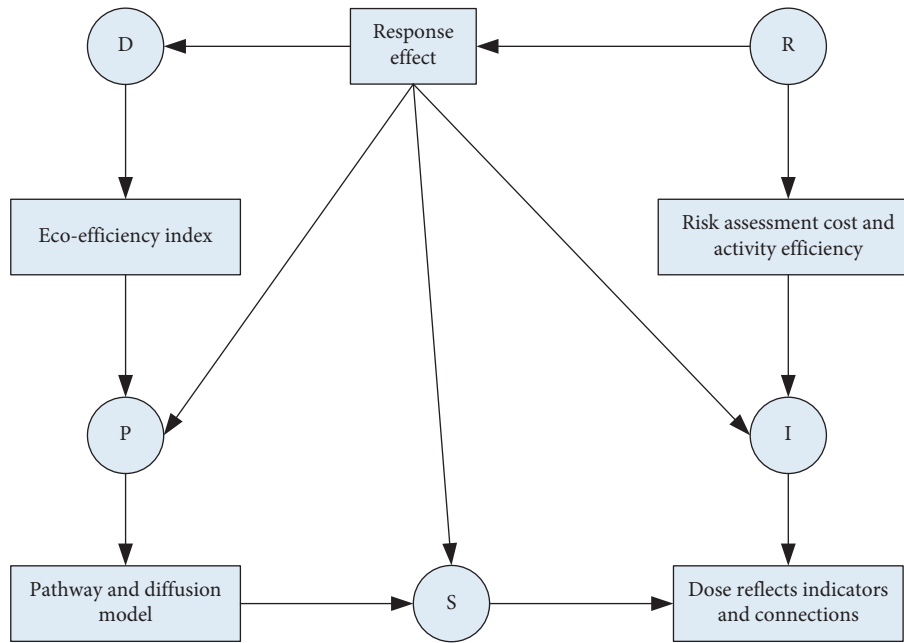 D
Response
effect
R
Eco-efficiency index
Risk assessment cost and
activity efficiency
P
I
Pathway and diffusion
model
S
Dose reflects indicators
and connections